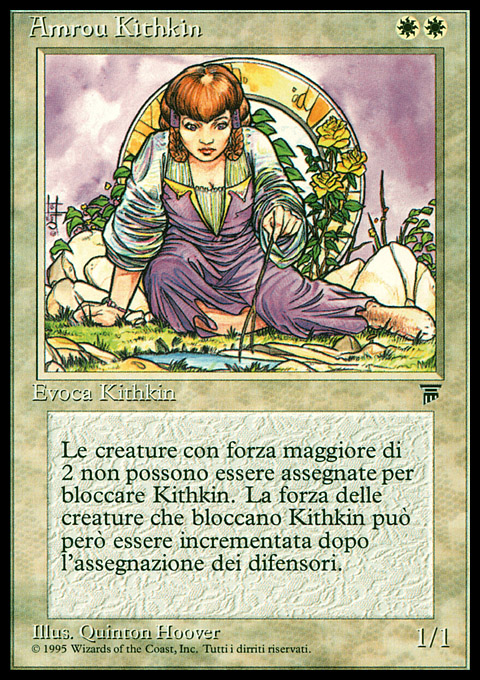 Amrou Kithkin
Evoca Kithkin
Le creature con forza maggiore di
2 non possono essere assegnate per
bloccare Kithkin. La forza delle
creature che bloccano Kithkin può
però essere incrementata dopo
l'assegnazione dei difensori.
Illus. Quinton Hoover
1/1
© 1995 Wizards of the Coast, Inc. Tutti i dirriti riservati.